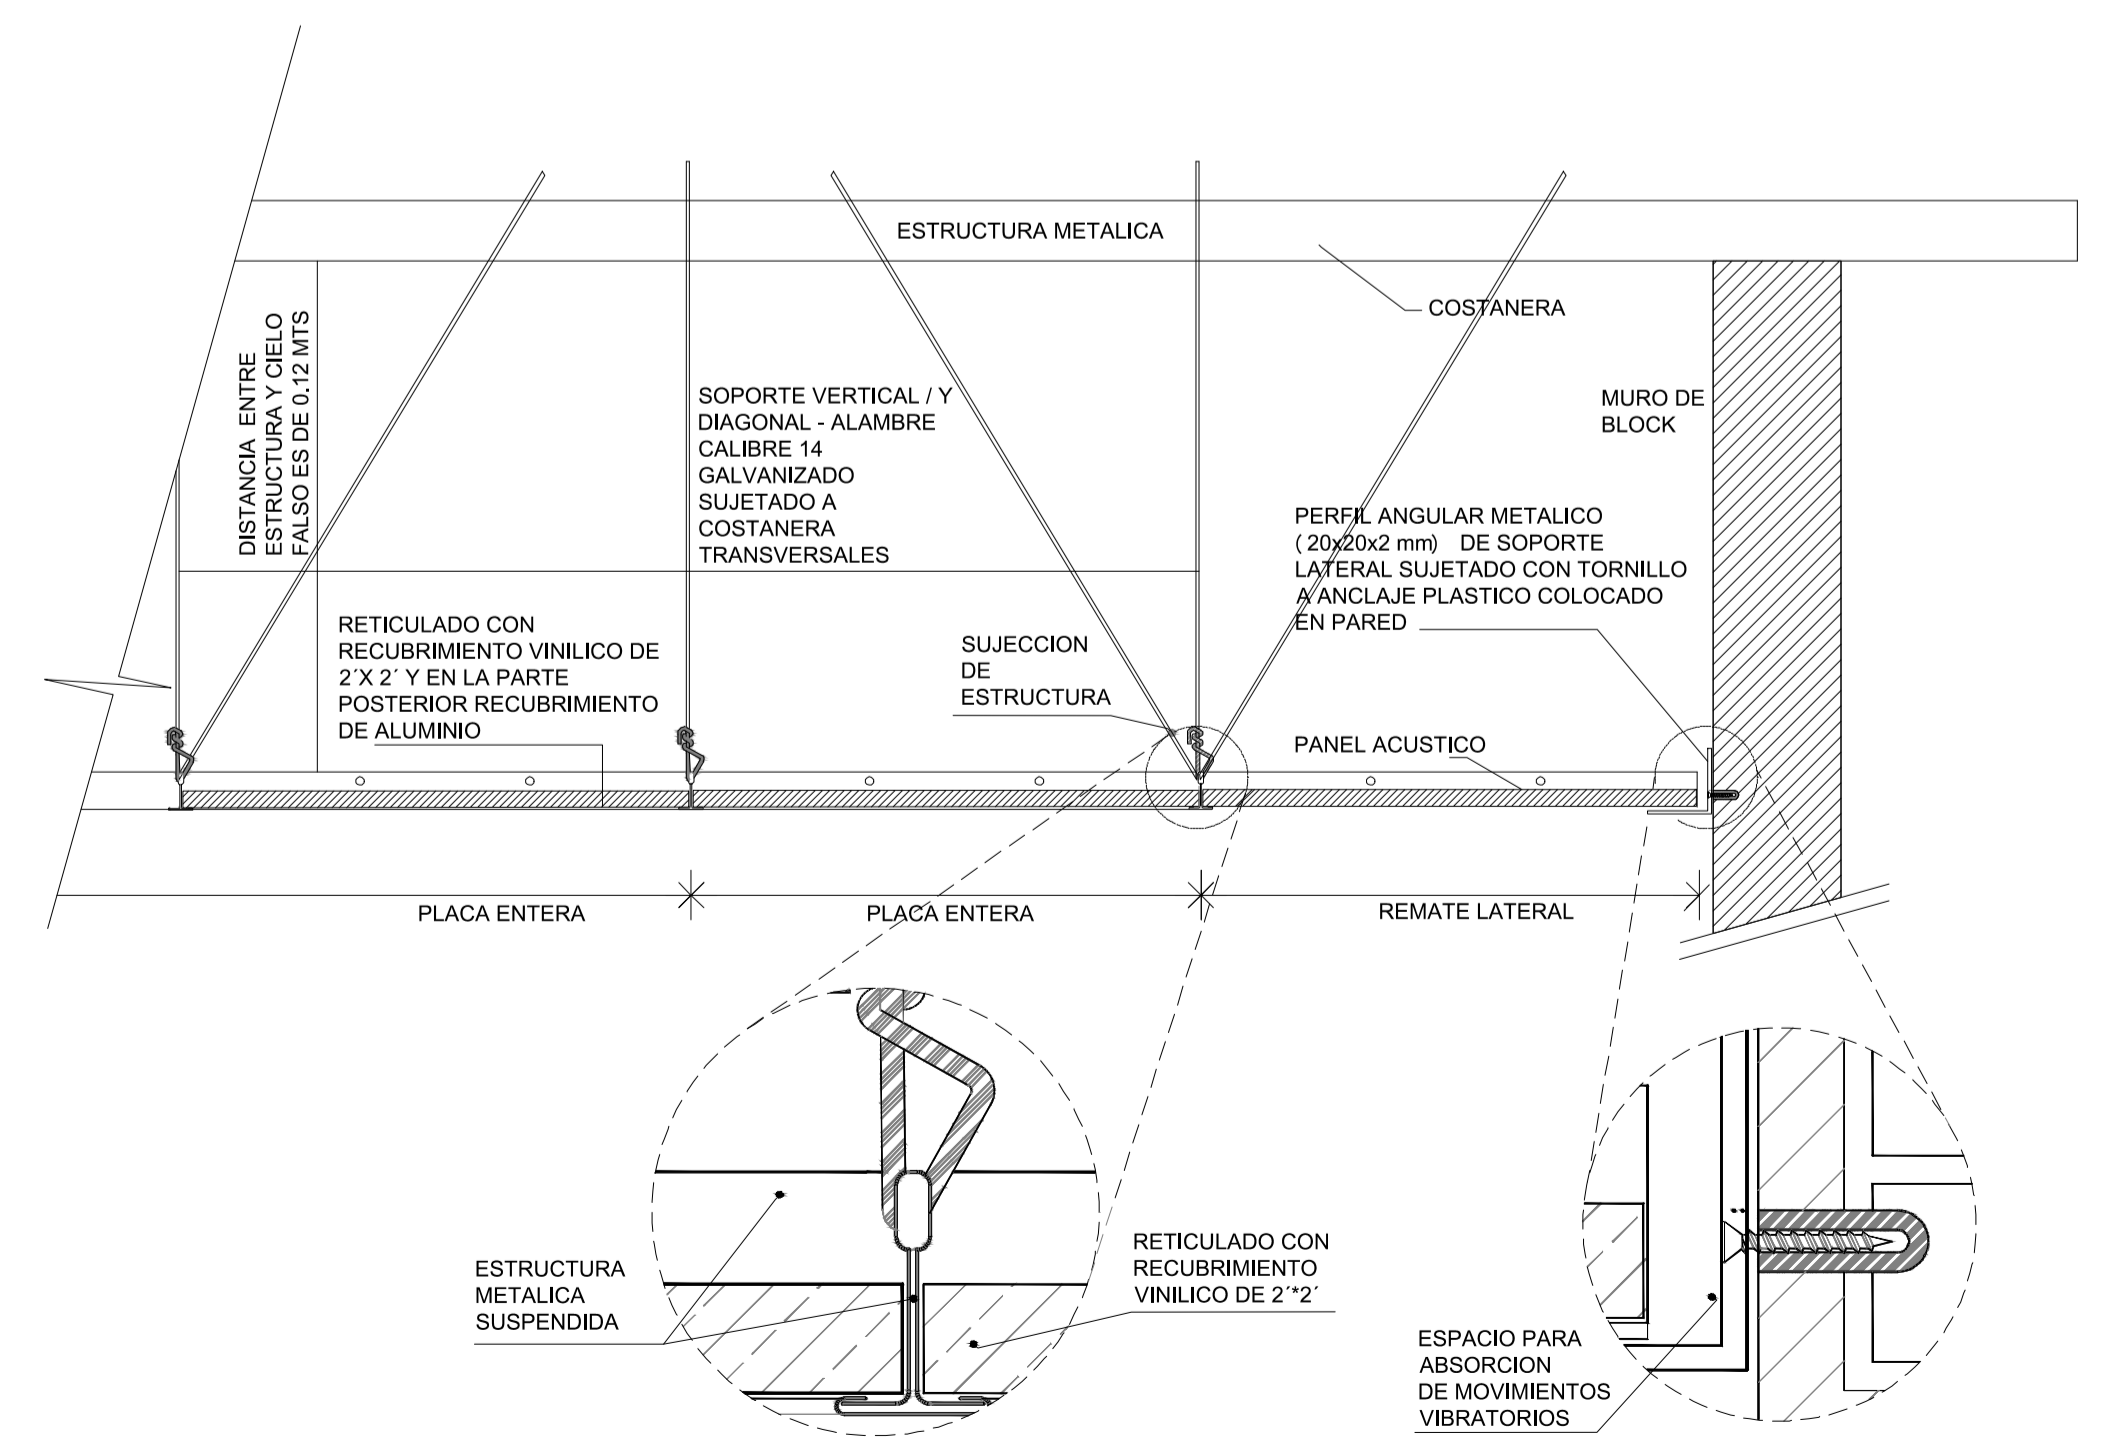 ESTRUCTURA METALICA
COSTANERA
DISTANCIA ENTRE
ESTRUCTURA Y CIELO
FALSO ES DE 0.12 MTS
SOPORTE VERTICAL / Y
DIAGONAL - ALAMBRE
CALIBRE 14
GALVANIZADO
SUJETADO A
COSTANERA
TRANSVERSALES
MURO DE
BLOCK
PERFIL ANGULAR METALICO
( 20x20x2 mm) DE SOPORTE
LATERAL SUJETADO CON TORNILLO
A ANCLAJE PLASTICO COLOCADO
EN PARED
RETICULADO CON
RECUBRIMIENTO VINILICO DE
2´X 2´ Y EN LA PARTE
POSTERIOR RECUBRIMIENTO
DE ALUMINIO
SUJECCION
DE
ESTRUCTURA
PANEL ACUSTICO
PLACA ENTERA
PLACA ENTERA
REMATE LATERAL
ESTRUCTURA
METALICA
SUSPENDIDA
RETICULADO CON
RECUBRIMIENTO
VINILICO DE 2´*2´
ESPACIO PARA
ABSORCION
DE MOVIMIENTOS
VIBRATORIOS